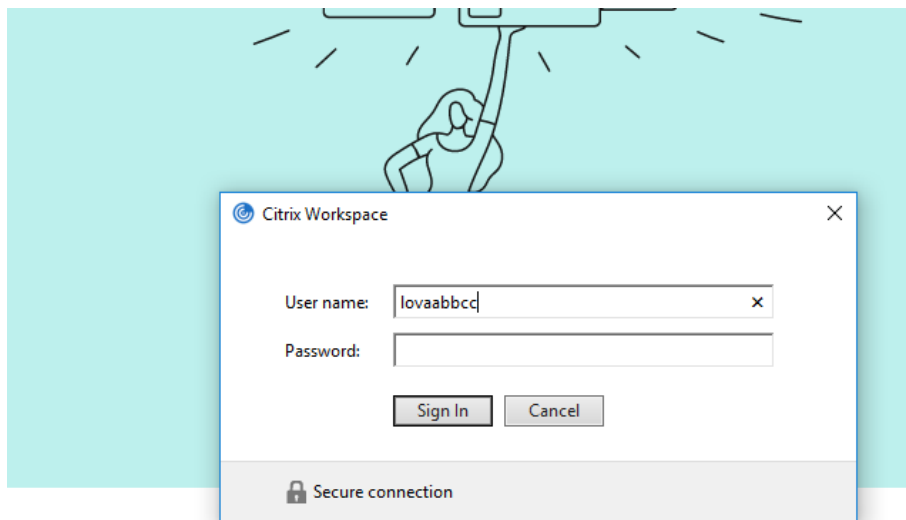 Citrix Workspace
User name: lovaabbcc
Password:
Sign In Cancel
Secure connection